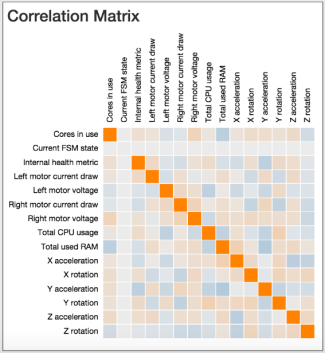 Correlation Matrix
Cores in use
Current FSM state
Internal health metric
Left motor current draw
Left motor voltage
Right motor current draw
Right motor voltage
Total CPU usage
Total used RAM
X acceleration
X rotation
Y acceleration
Y rotation
Z acceleration
Z rotation
Cores in use
Current FSM state
Internal health metric
Left motor current draw
Left motor voltage
Right motor current draw
Right motor voltage
Total CPU usage
Total used RAM
X acceleration
X rotation
Y acceleration
Y rotation
Z acceleration
Z rotation